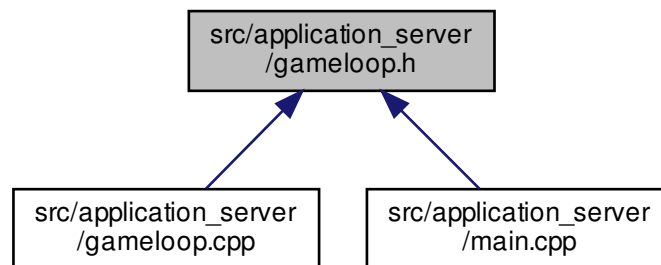 src/application_server
/gameloop.h
src/application_server
/gameloop.cpp
src/application_server
/main.cpp